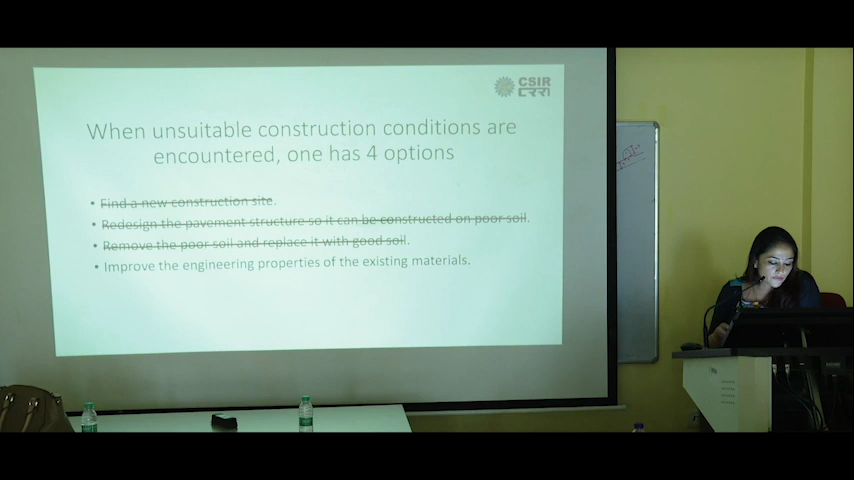 CSIR
When unsuitable construction conditions are
encountered, one has 4 options
• Find a new construction site.
• Redesign the pavement structure so it can be constructed on poor soil.
• Remove the poor soil and replace it with good soil.
• Improve the engineering properties of the existing materials.